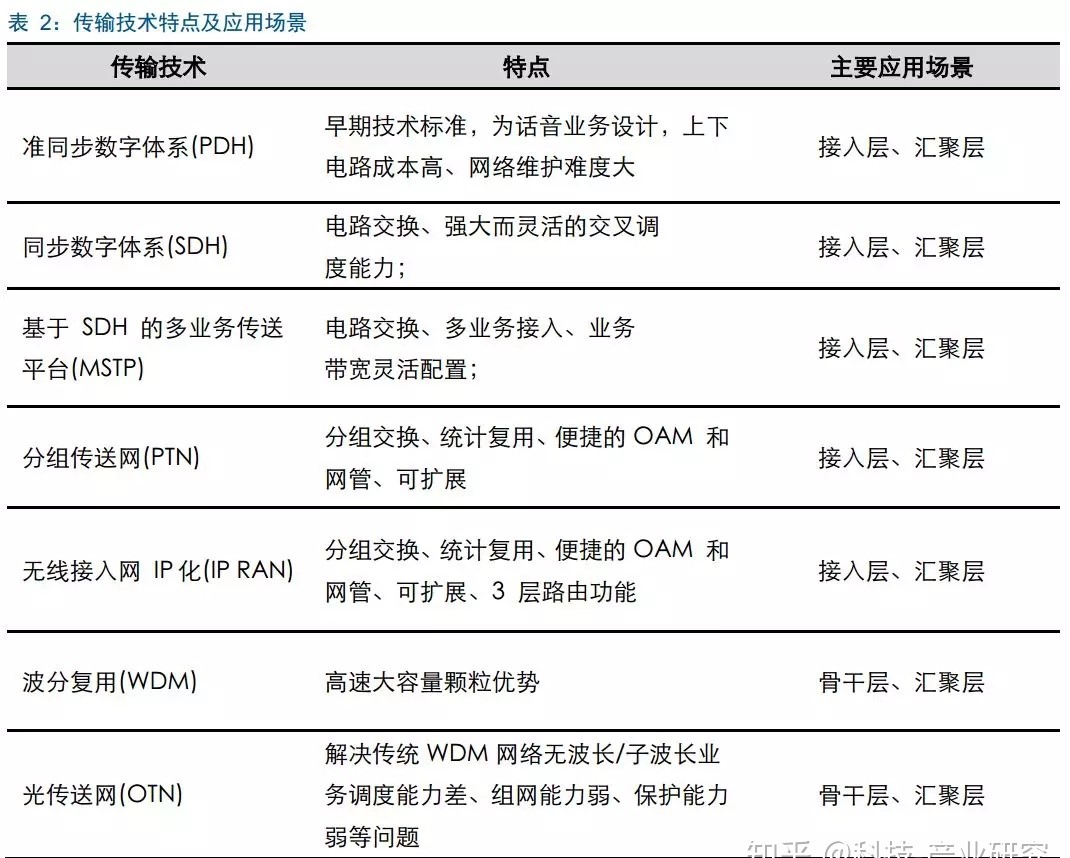 表 2：传输技术特点及应用场景
传输技术 特点 主要应用场景
准同步数字体系(PDH)
早期技术标准，为话音业务设计，上下
电路成本高、网络维护难度大
接入层、汇聚层
同步数字体系(SDH)
电路交换、强大而灵活的交叉调
度能力；
接入层、汇聚层
基于 SDH 的多业务传送
平台(MSTP)
电路交换、多业务接入、业务
带宽灵活配置；
接入层、汇聚层
分组传送网(PTN)
分组交换、统计复用、便捷的 OAM 和
网管、可扩展
接入层、汇聚层
无线接入网 IP化(IP RAN)
分组交换、统计复用、便捷的 OAM 和
网管、可扩展、3 层路由功能
接入层、汇聚层
波分复用(WDM)
高速大容量颗粒优势
骨干层、汇聚层
光传送网(OTN)
解决传统 WDM 网络无波长/子波长业
务调度能力差、组网能力弱、保护能力
弱等问题
骨干层、汇聚层
知乎 @科技 产业研究